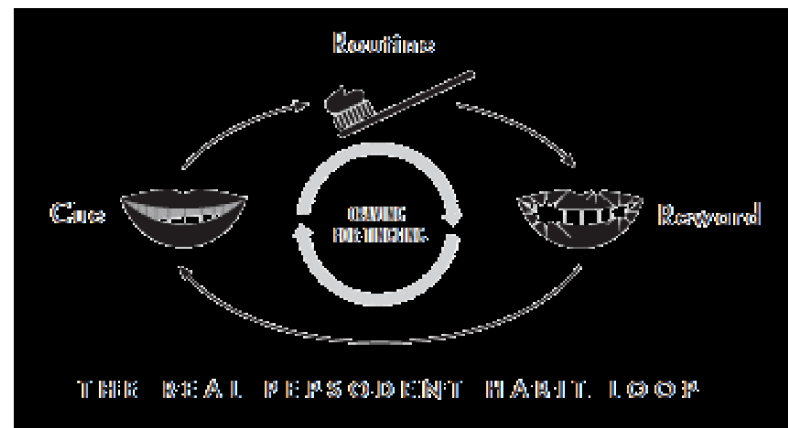 Routine
Cue
CRAVING
FOR TINGLING
Reward
THE REAL PEPSODENT HABIT LOOP